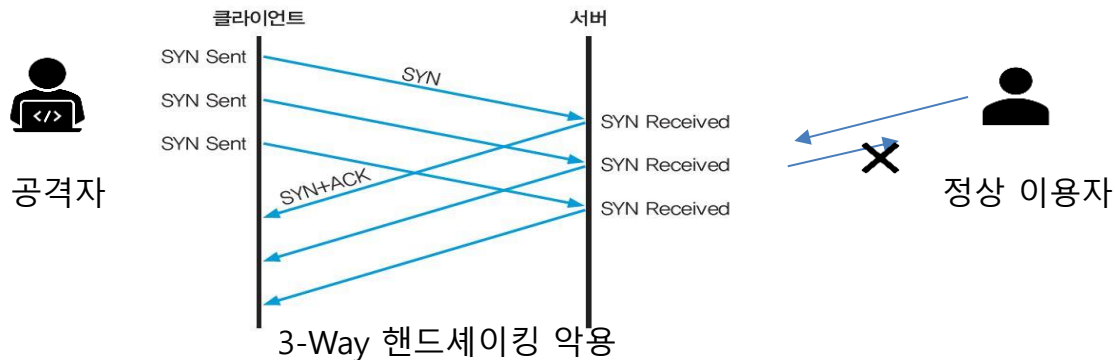 클라이언트
서버
SYN Sent
SYN
SYN Sent
SYN Received
</>
SYN Sent
SYN Received
공격자
SYN+ACK
정상 이용자
SYN Received
3-Way 핸드셰이킹 악용